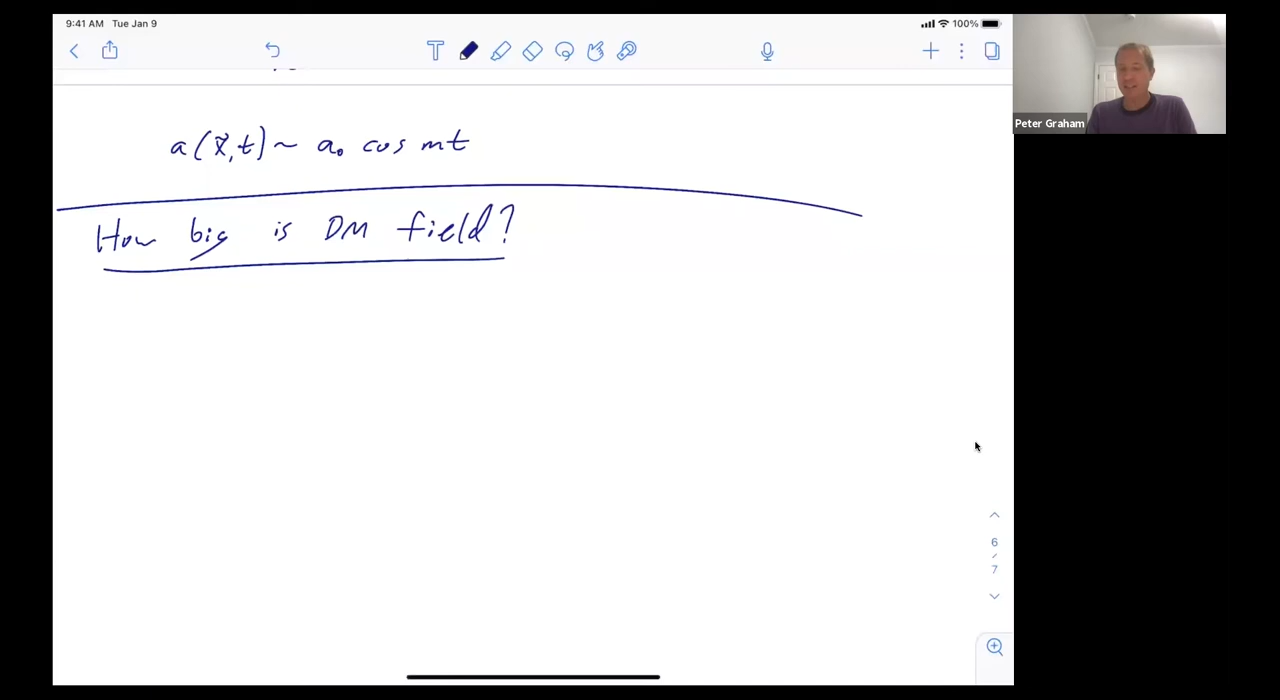 9:41 AM Tue Jan 9
100%
Peter Graham
a(x⃗,t) ~ a₀ cos mt
How big is DM field?
6
/
7